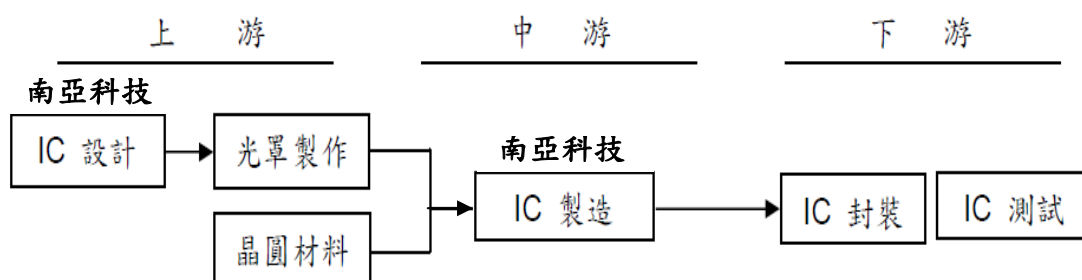 上 游
中 游
下 游
南亞科技
IC 設計
光罩製作
晶圓材料
南亞科技
IC 製造
IC 封裝
IC 測試